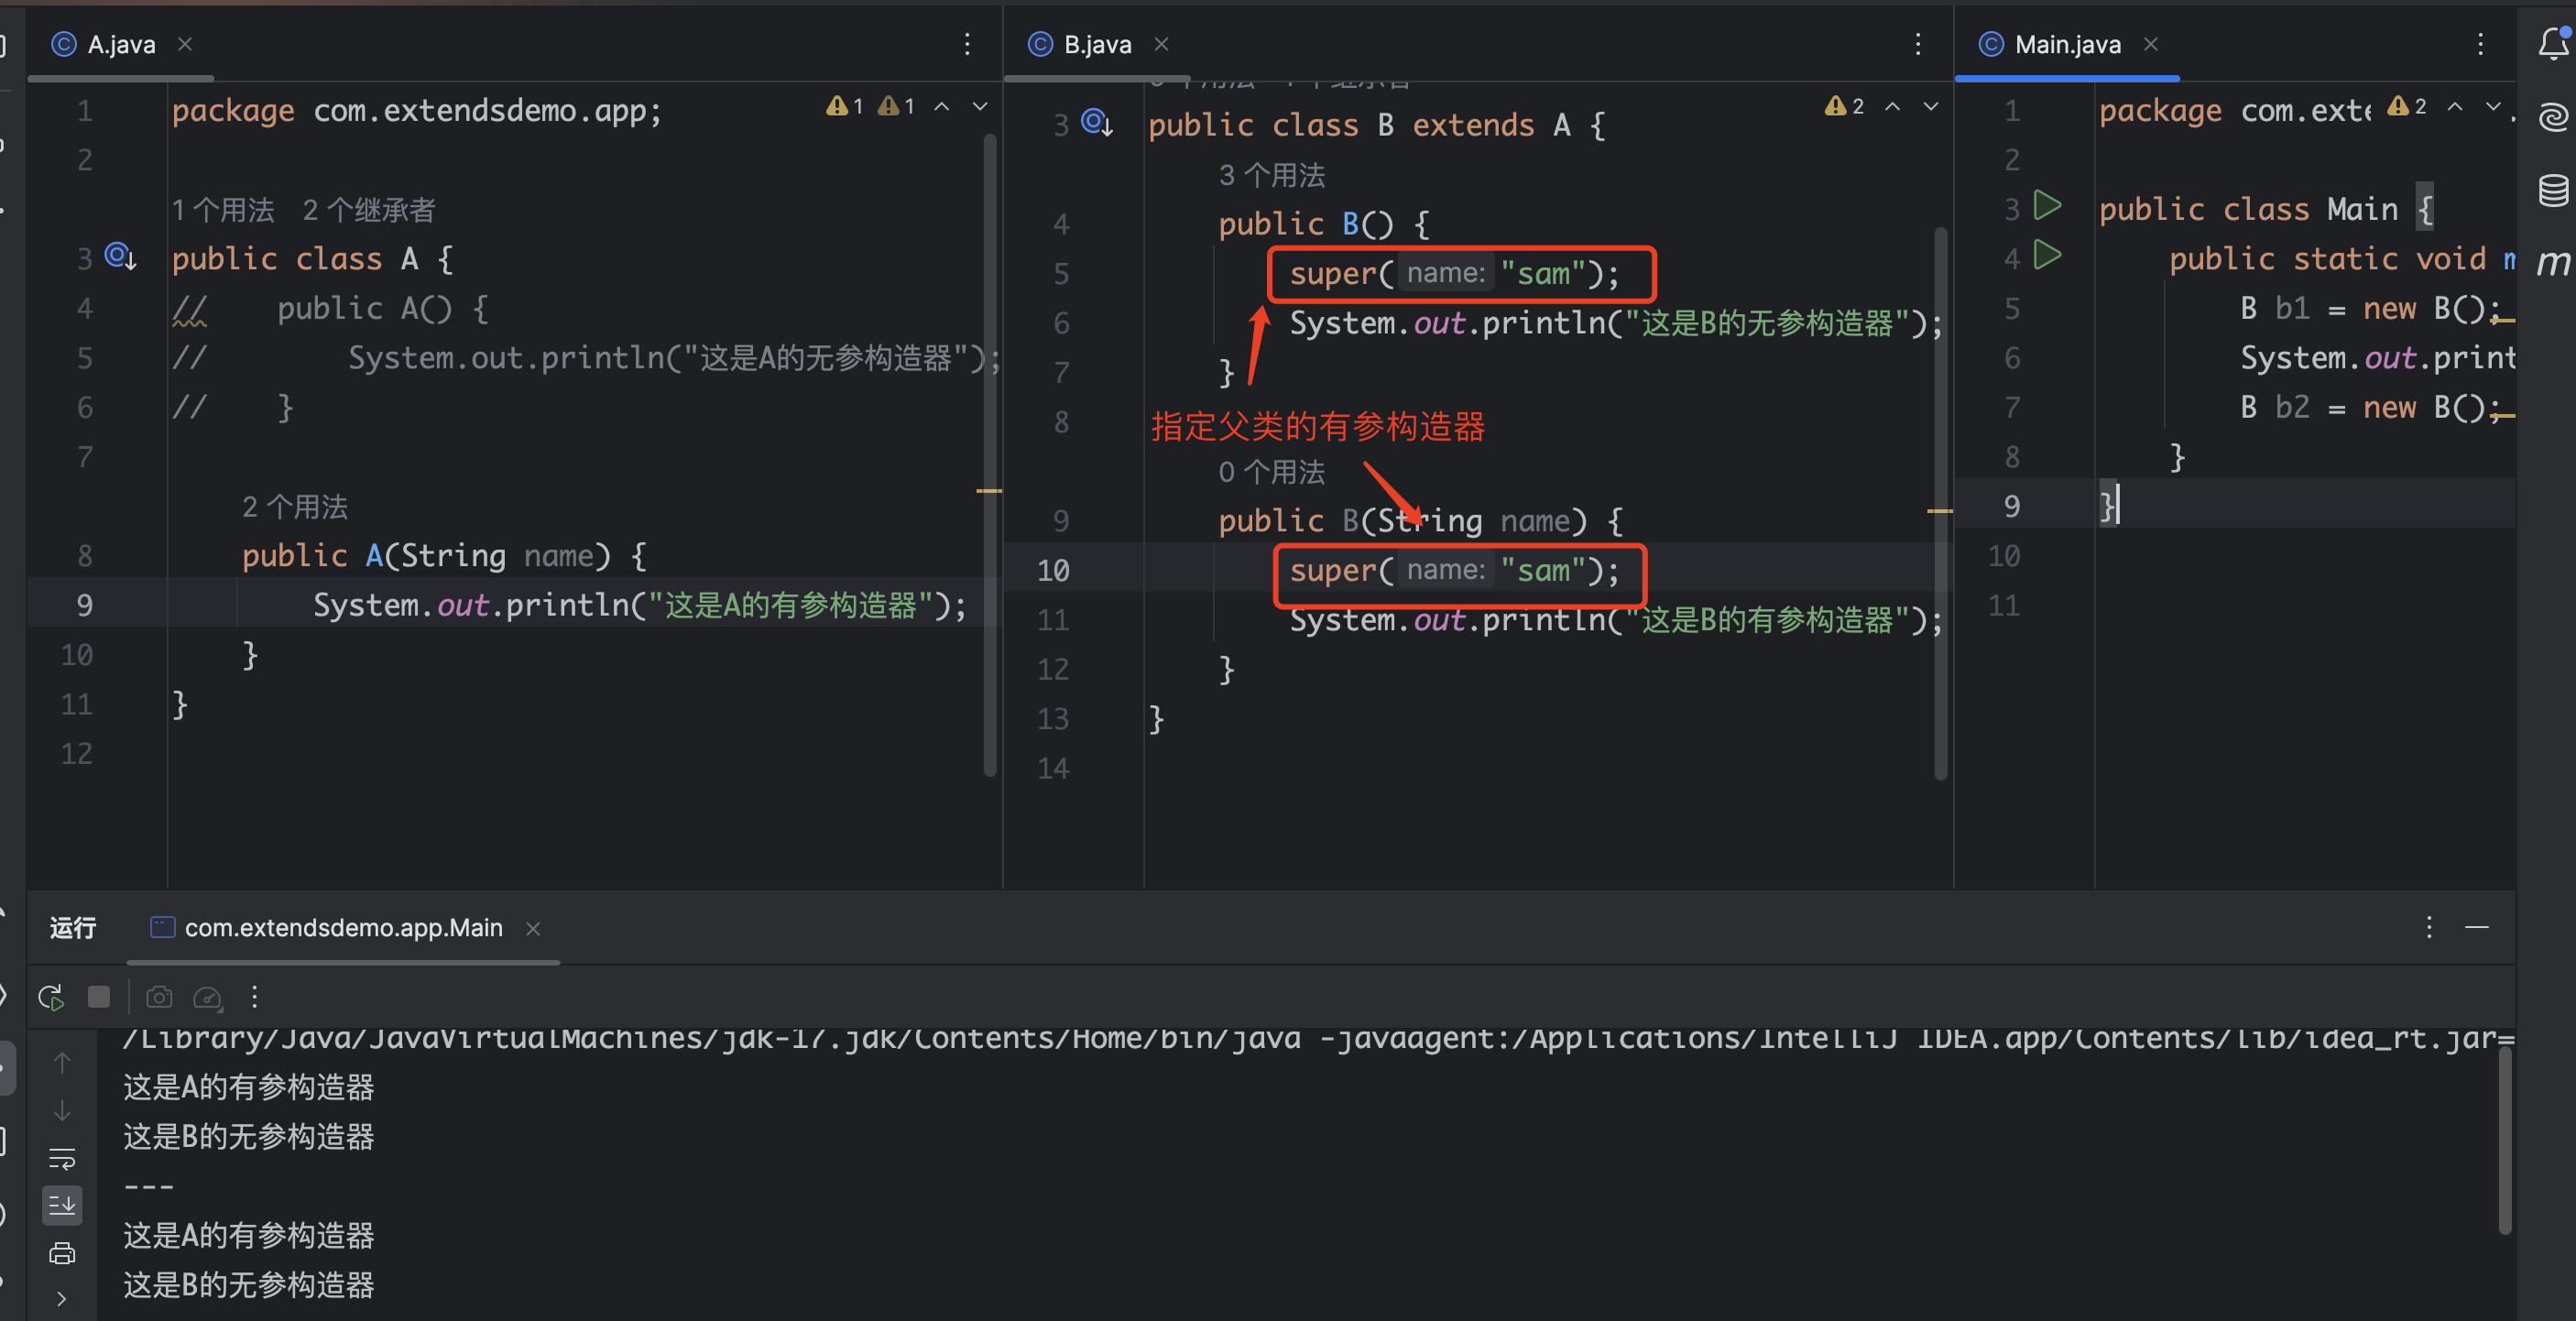 A.java
1 package com.extendsdemo.app;
1 1
2
1 个用法 2 个继承者
3 public class A {
4 // public A() {
5 // System.out.println("这是A的无参构造器");
6 // }
7
2 个用法
8 public A(String name) {
9 System.out.println("这是A的有参构造器");
10 }
11 }
12
B.java
3 public class B extends A {
2
3 个用法
4 public B() {
5 super( name: "sam");
6 System.out.println("这是B的无参构造器");
7 }
8
指定父类的有参构造器
0 个用法
9 public B(String name) {
10 super( name: "sam");
11 System.out.println("这是B的有参构造器");
12 }
13 }
14
Main.java
1 package com.exte
2
2
3 public class Main {
4 public static void m
5 B b1 = new B();
6 System.out.print
7 B b2 = new B();
8 }
9 }
10
11
m
运行
com.extendsdemo.app.Main
/Library/Java/JavaVirtualMachines/jdk-17.jdk/Contents/Home/bin/java -javaagent:/Applications/IntelliJ IDEA.app/Contents/lib/idea_rt.jar=
这是A的有参构造器
这是B的无参构造器
---
这是A的有参构造器
这是B的无参构造器